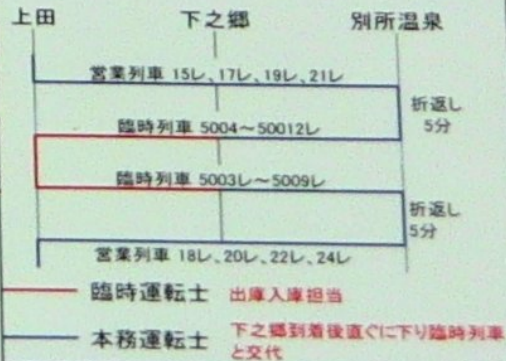 上田 下之郷 別所温泉
営業列車 15レ、17レ、19レ、21レ
折返し
5分
臨時列車 5004～50012レ
臨時列車 5003レ～5009レ
折返し
5分
営業列車 18レ、20レ、22レ、24レ
臨時運転士 出庫入庫担当
本務運転士 下之郷到着後直ぐに下り臨時列車
と交代